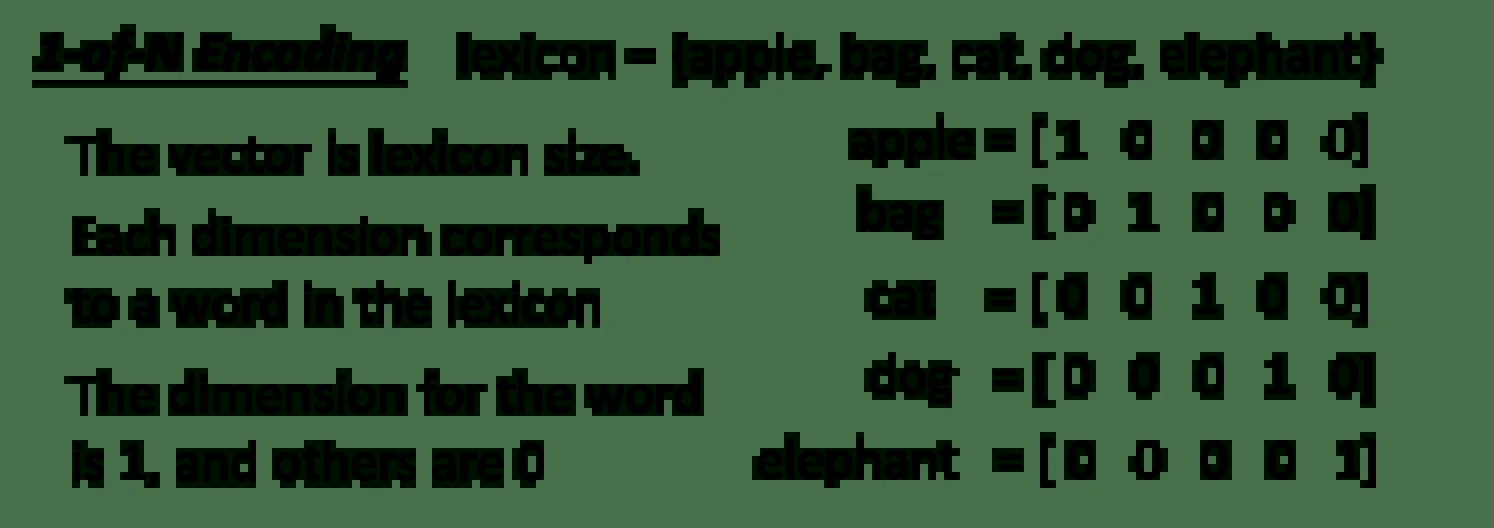 1-of-N Encoding lexicon = {apple, bag, cat, dog, elephant}
The vector is lexicon size.
Each dimension corresponds
to a word in the lexicon
The dimension for the word
is 1, and others are 0
apple = [ 1 0 0 0 0]
bag = [ 0 1 0 0 0]
cat = [ 0 0 1 0 0]
dog = [ 0 0 0 1 0]
elephant = [ 0 0 0 0 1]